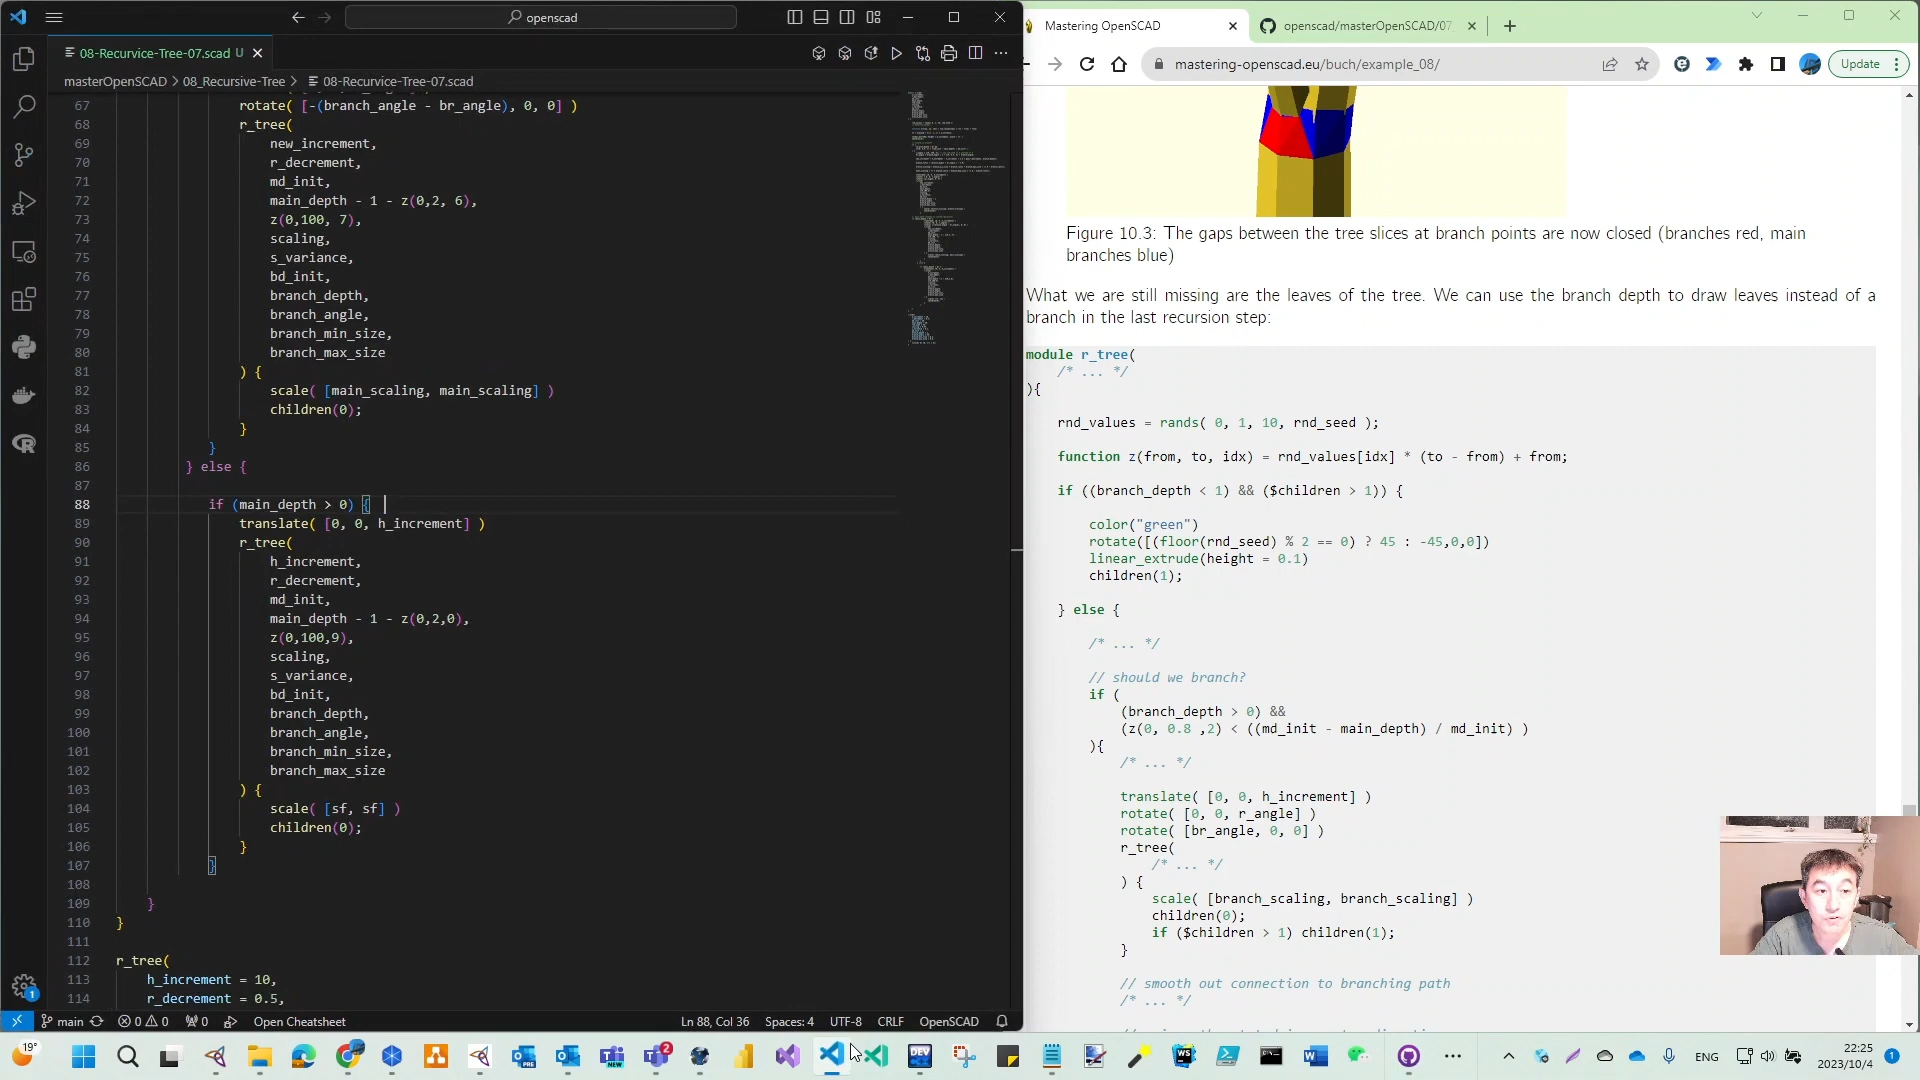 openscad
08-Recurvice-Tree-07.scad U
masterOpenSCAD > 08_Recursive-Tree > 08-Recurvice-Tree-07.scad
67 rotate( [-(branch_angle - br_angle), 0, 0] )
68 r_tree(
69 new_increment,
70 r_decrement,
71 md_init,
72 main_depth - 1 - z(0,2, 6),
73 z(0,100, 7),
74 scaling,
75 s_variance,
76 bd_init,
77 branch_depth,
78 branch_angle,
79 branch_min_size,
80 branch_max_size
81 ) {
82 scale( [main_scaling, main_scaling] )
83 children(0);
84 }
85 }
86 } else {
87
88 if (main_depth > 0) {
89 translate( [0, 0, h_increment] )
90 r_tree(
91 h_increment,
92 r_decrement,
93 md_init,
94 main_depth - 1 - z(0,2,0),
95 z(0,100,9),
96 scaling,
97 s_variance,
98 bd_init,
99 branch_depth,
100 branch_angle,
101 branch_min_size,
102 branch_max_size
103 ) {
104 scale( [sf, sf] )
105 children(0);
106 }
107 }
108
109 }
110 }
111
112 r_tree(
113 h_increment = 10,
114 r_decrement = 0.5,
main 0 0 0 Open Cheatsheet Ln 88, Col 36 Spaces: 4 UTF-8 CRLF OpenSCAD
Mastering OpenSCAD
openscad/masterOpenSCAD/07
mastering-openscad.eu/buch/example_08/
Update
Figure 10.3: The gaps between the tree slices at branch points are now closed (branches red, main
branches blue)
What we are still missing are the leaves of the tree. We can use the branch depth to draw leaves instead of a
branch in the last recursion step:
module r_tree(
/* ... */
){
rnd_values = rands( 0, 1, 10, rnd_seed );
function z(from, to, idx) = rnd_values[idx] * (to - from) + from;
if ((branch_depth < 1) && ($children > 1)) {
color("green")
rotate([(floor(rnd_seed) % 2 == 0) ? 45 : -45,0,0])
linear_extrude(height = 0.1)
children(1);
} else {
/* ... */
// should we branch?
if (
(branch_depth > 0) &&
(z(0, 0.8 ,2) < ((md_init - main_depth) / md_init) )
){
/* ... */
translate( [0, 0, h_increment] )
rotate( [0, 0, r_angle] )
rotate( [br_angle, 0, 0] )
r_tree(
/* ... */
) {
scale( [branch_scaling, branch_scaling] )
children(0);
if ($children > 1) children(1);
}
// smooth out connection to branching path
/* ... */
19°
ENG
22:25
2023/10/4